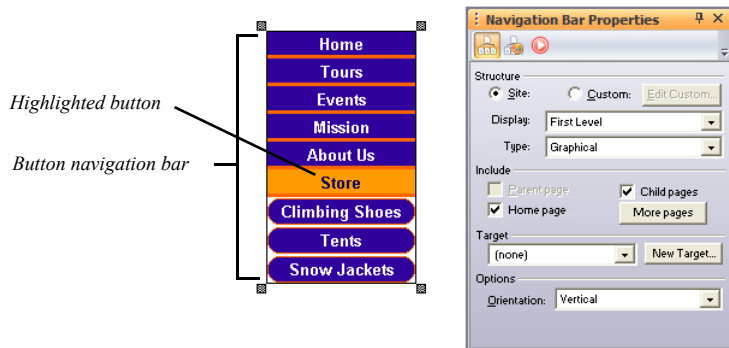 Highlighted button
Button navigation bar
Home
Tours
Events
Mission
About Us
Store
Climbing Shoes
Tents
Snow Jackets
Navigation Bar Properties
Structure
Site: Custom: Edit Custom...
Display: First Level
Type: Graphical
Include
Parent page Child pages
Home page More pages
Target
(none) New Target...
Options
Orientation: Vertical